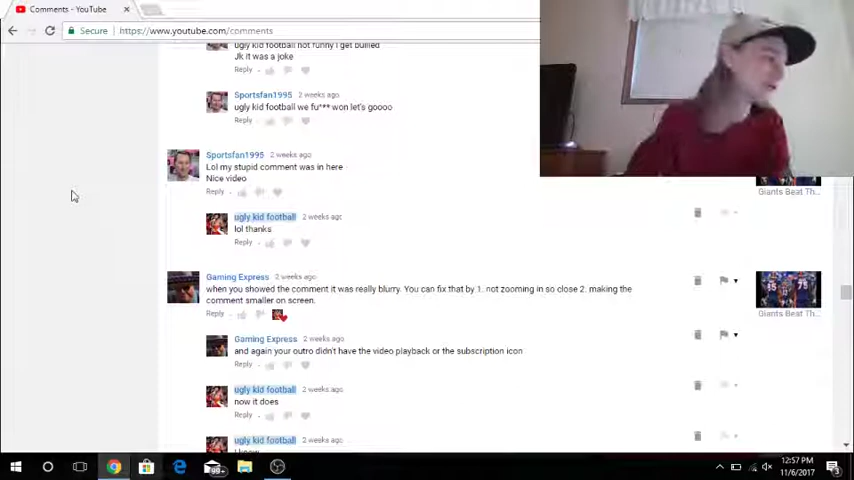 Comments - YouTube
Secure https://www.youtube.com/comments
ugly kid football not funny I get bullied
Jk it was a joke
Reply
Sportsfan1995 2 weeks ago
ugly kid football we fu*** won let's goooo
Reply
Sportsfan1995 2 weeks ago
Lol my stupid comment was in here
Nice video
Reply
Giants Beat Th...
ugly kid football 2 weeks ago
lol thanks
Reply
Gaming Express 2 weeks ago
when you showed the comment it was really blurry. You can fix that by 1. not zooming in so close 2. making the
comment smaller on screen.
Reply
Giants Beat Th...
Gaming Express 2 weeks ago
and again your outro didn't have the video playback or the subscription icon
Reply
ugly kid football 2 weeks ago
now it does
Reply
ugly kid football 2 weeks ago
I know
99+
12:57 PM
11/6/2017
3